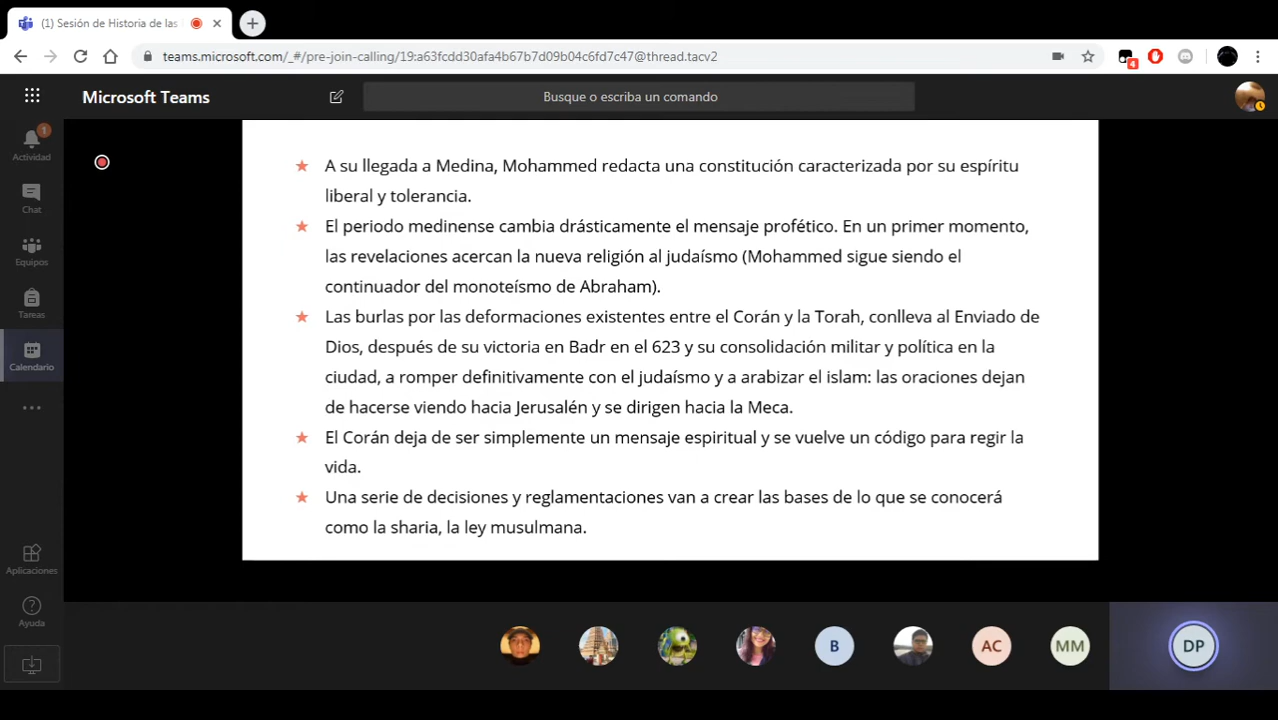 (1) Sesión de Historia de las
teams.microsoft.com/_#/pre-join-calling/19:a63fcdd30afa4b67b7d09b04c6fd7c47@thread.tacv2
4
Microsoft Teams
Busque o escriba un comando
1
Actividad
Chat
Equipos
Tareas
Calendario
Aplicaciones
Ayuda
★ A su llegada a Medina, Mohammed redacta una constitución caracterizada por su espíritu
liberal y tolerancia.
★ El periodo medinense cambia drásticamente el mensaje profético. En un primer momento,
las revelaciones acercan la nueva religión al judaísmo (Mohammed sigue siendo el
continuador del monoteísmo de Abraham).
★ Las burlas por las deformaciones existentes entre el Corán y la Torah, conlleva al Enviado de
Dios, después de su victoria en Badr en el 623 y su consolidación militar y política en la
ciudad, a romper definitivamente con el judaísmo y a arabizar el islam: las oraciones dejan
de hacerse viendo hacia Jerusalén y se dirigen hacia la Meca.
★ El Corán deja de ser simplemente un mensaje espiritual y se vuelve un código para regir la
vida.
★ Una serie de decisiones y reglamentaciones van a crear las bases de lo que se conocerá
como la sharia, la ley musulmana.
B
AC
MM
DP